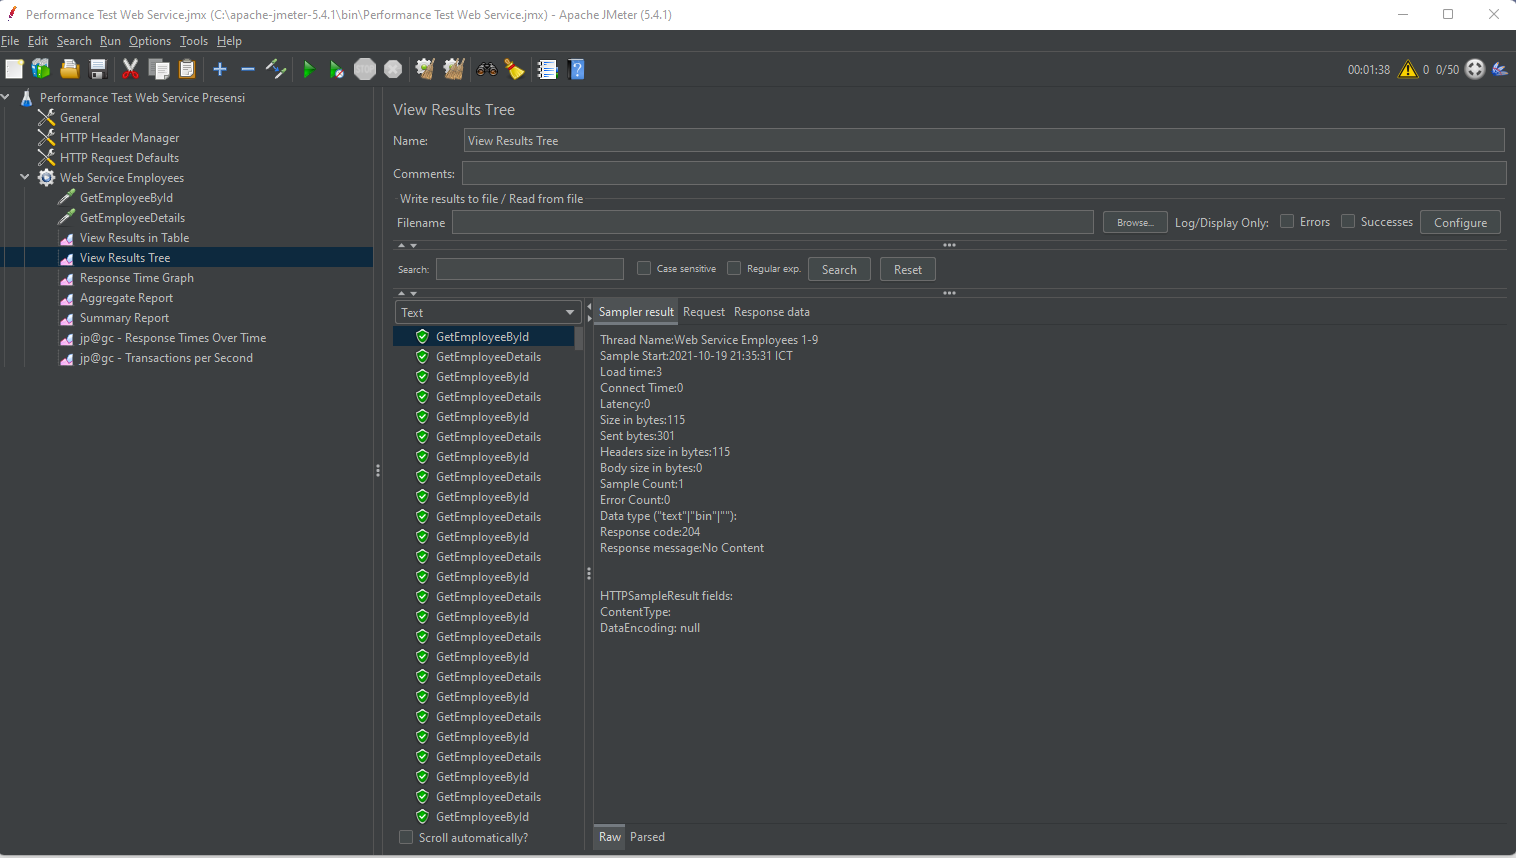 Performance Test Web Service.jmx (C:\apache-jmeter-5.4.1\bin\Performance Test Web Service.jmx) - Apache JMeter (5.4.1)
File Edit Search Run Options Tools Help
00:01:38 0 0/50
Performance Test Web Service Presensi
General
HTTP Header Manager
HTTP Request Defaults
Web Service Employees
GetEmployeeById
GetEmployeeDetails
View Results in Table
View Results Tree
Response Time Graph
Aggregate Report
Summary Report
jp@gc - Response Times Over Time
jp@gc - Transactions per Second
View Results Tree
Name: View Results Tree
Comments:
Write results to file / Read from file
Filename Browse... Log/Display Only: Errors Successes Configure
Search: Case sensitive Regular exp. Search Reset
Text
GetEmployeeById
GetEmployeeDetails
GetEmployeeById
GetEmployeeDetails
GetEmployeeById
GetEmployeeDetails
GetEmployeeById
GetEmployeeDetails
GetEmployeeById
GetEmployeeDetails
GetEmployeeById
GetEmployeeDetails
GetEmployeeById
GetEmployeeDetails
GetEmployeeById
GetEmployeeDetails
GetEmployeeById
GetEmployeeDetails
GetEmployeeById
GetEmployeeDetails
GetEmployeeById
GetEmployeeDetails
GetEmployeeById
GetEmployeeDetails
GetEmployeeById
Scroll automatically?
Sampler result Request Response data
Thread Name:Web Service Employees 1-9
Sample Start:2021-10-19 21:35:31 ICT
Load time:3
Connect Time:0
Latency:0
Size in bytes:115
Sent bytes:301
Headers size in bytes:115
Body size in bytes:0
Sample Count:1
Error Count:0
Data type ("text"|"bin"|""):
Response code:204
Response message:No Content
HTTPSampleResult fields:
ContentType:
DataEncoding: null
Raw Parsed